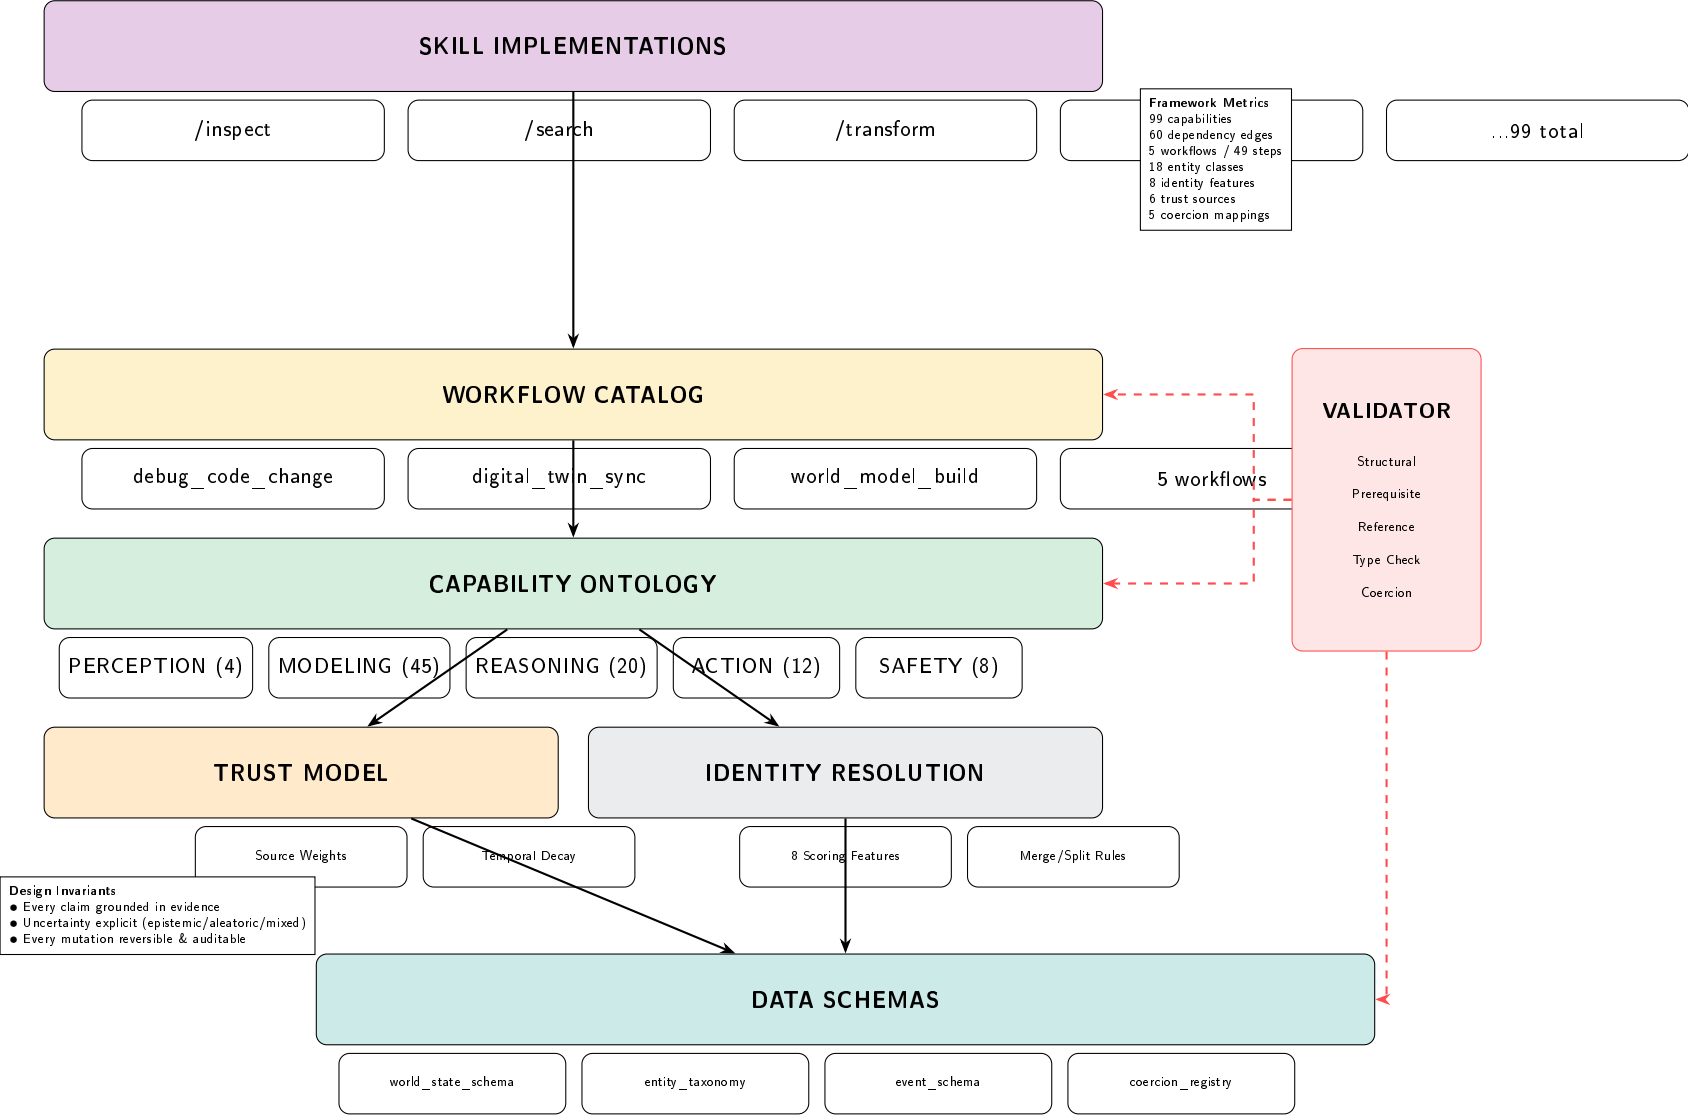 SKILL IMPLEMENTATIONS
/inspect
/search
/transform
...99 total
Framework Metrics
99 capabilities
60 dependency edges
5 workflows / 49 steps
18 entity classes
8 identity features
6 trust sources
5 coercion mappings
WORKFLOW CATALOG
debug_code_change
digital_twin_sync
world_model_build
5 workflows
VALIDATOR
Structural
Prerequisite
Reference
Type Check
Coercion
CAPABILITY ONTOLOGY
PERCEPTION (4)
MODELING (45)
REASONING (20)
ACTION (12)
SAFETY (8)
TRUST MODEL
IDENTITY RESOLUTION
Source Weights
Temporal Decay
8 Scoring Features
Merge/Split Rules
Design Invariants
● Every claim grounded in evidence
● Uncertainty explicit (epistemic/aleatoric/mixed)
● Every mutation reversible & auditable
DATA SCHEMAS
world_state_schema
entity_taxonomy
event_schema
coercion_registry